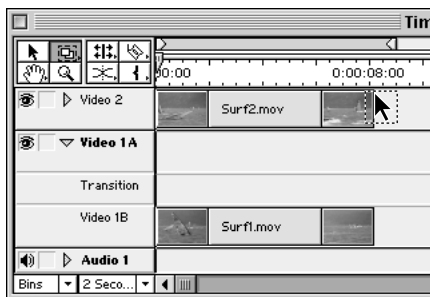 Tim
00:00
0:00:08:00
Video 2
Surf2.mov
Video 1A
Transition
Video 1B
Surf1.mov
Audio 1
Bins
2 Seco...